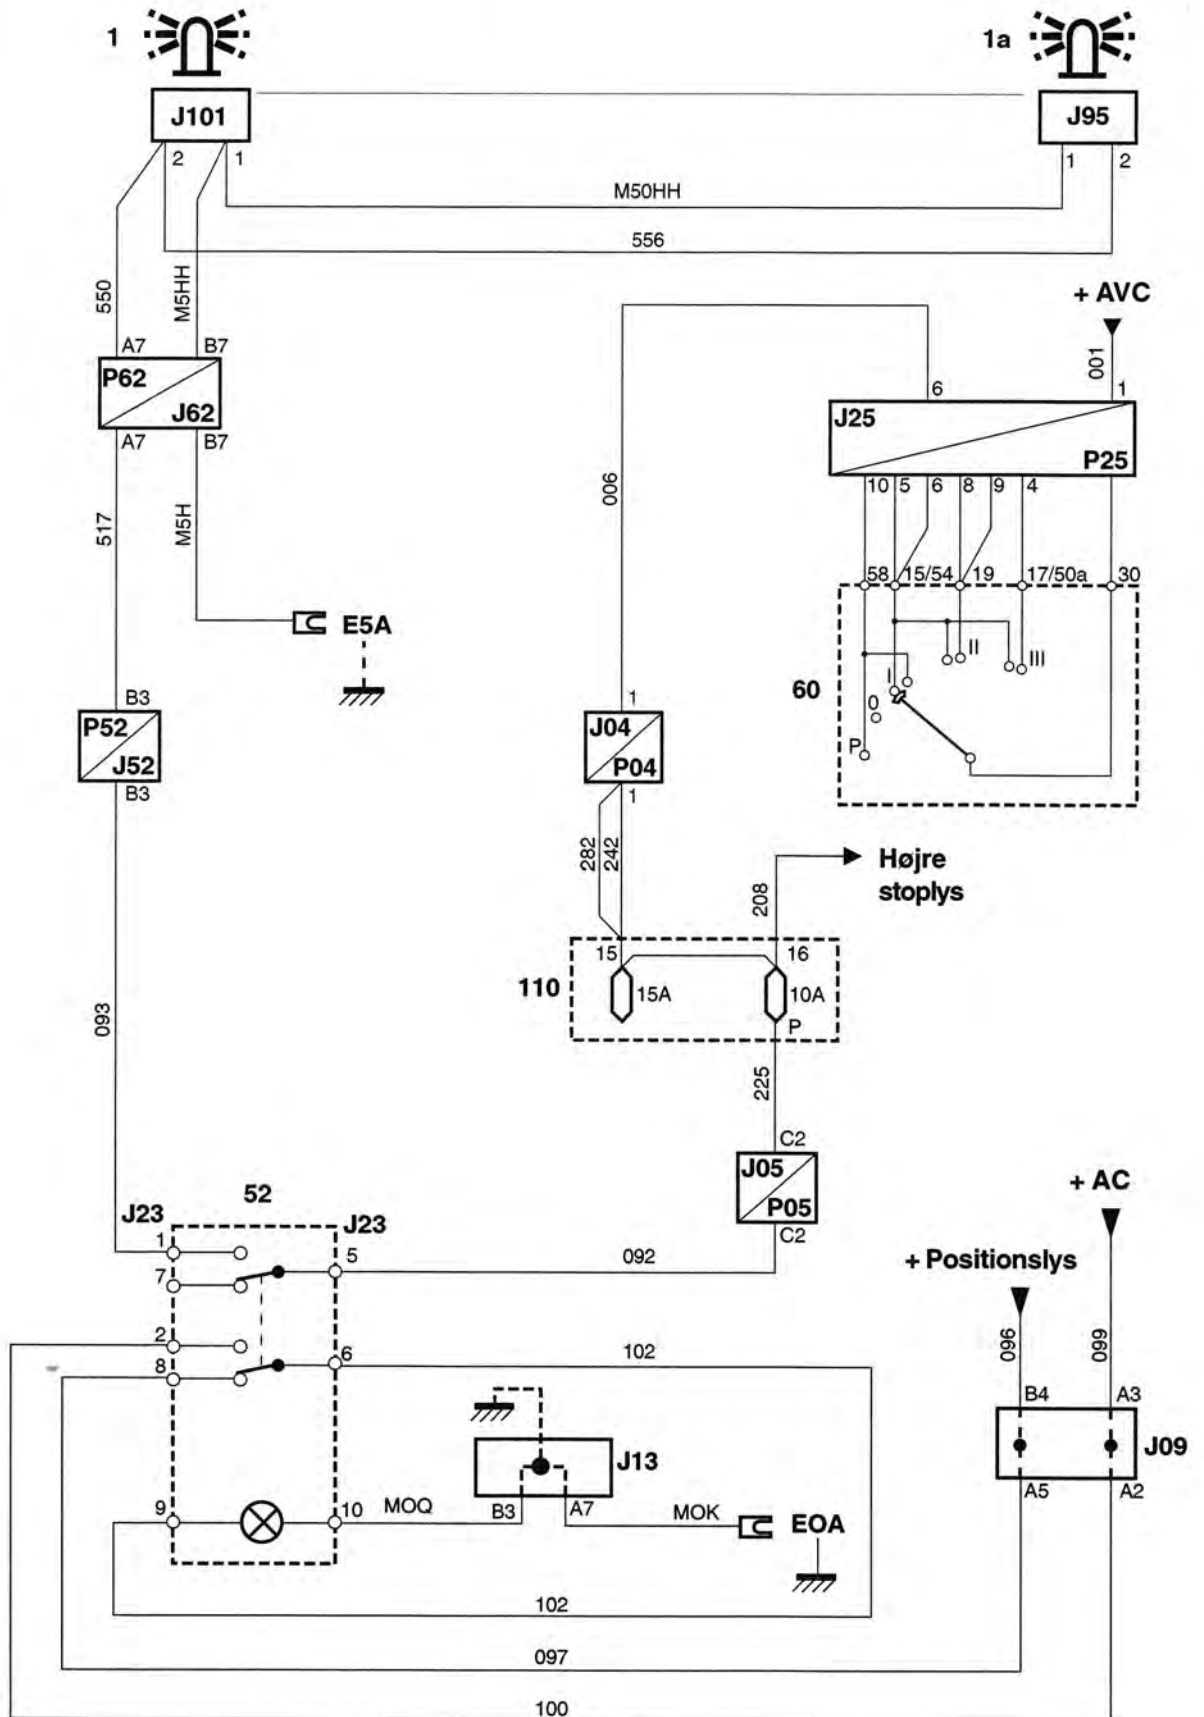 1
1a
J101
J95
2
1
1
2
M50HH
556
550
M5HH
+ AVC
001
A7
B7
P62
J62
A7
B7
6
1
J25
P25
10
5
6
8
9
4
006
517
M5H
58
15/54
19
17/50a
30
E5A
II
III
I
0
P
60
B3
P52
J52
B3
1
J04
P04
1
282
242
208
Højre
stoplys
15
16
110
15A
10A
P
093
225
C2
J05
P05
C2
52
J23
J23
1
5
092
7
+ AC
+ Positionslys
2
6
102
8
096
099
B4
A3
J09
A5
A2
J13
9
10
MOQ
B3
A7
MOK
EOA
102
097
100